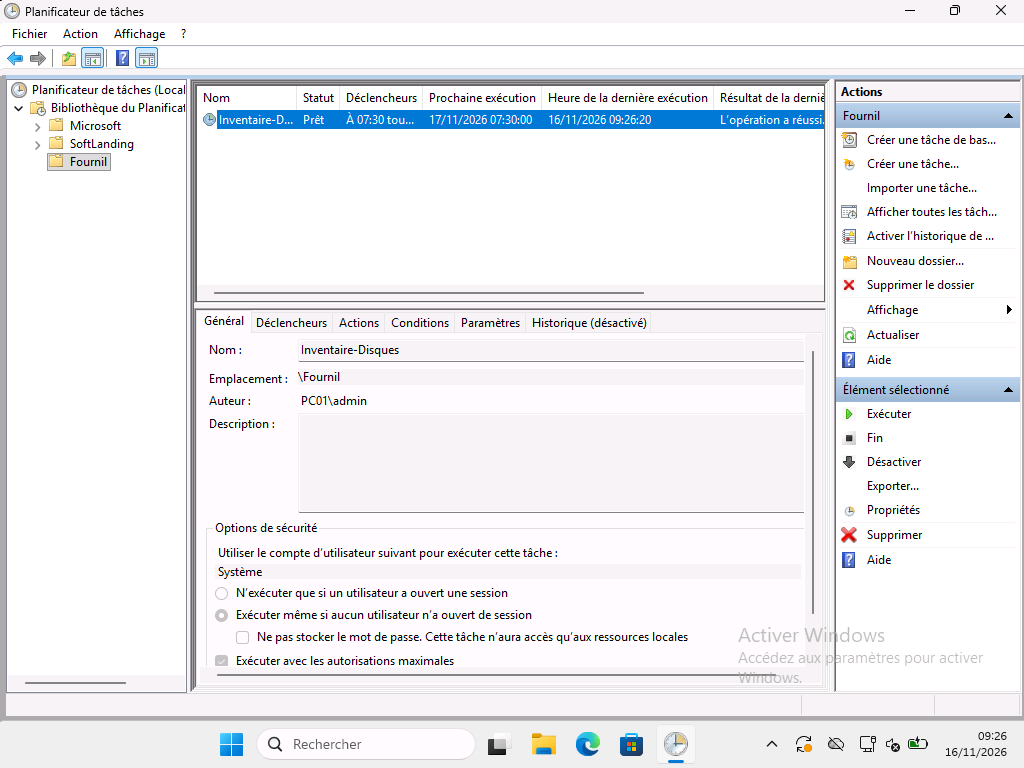 Planificateur de tâches
Fichier Action Affichage ?
Planificateur de tâches (Local
Bibliothèque du Planificat
Microsoft
SoftLanding
Fournil
Nom Statut Déclencheurs Prochaine exécution Heure de la dernière exécution Résultat de la derniè
Inventaire-D... Prêt À 07:30 tou... 17/11/2026 07:30:00 16/11/2026 09:26:20 L'opération a réussi.
Général Déclencheurs Actions Conditions Paramètres Historique (désactivé)
Nom : Inventaire-Disques
Emplacement : \Fournil
Auteur : PC01\admin
Description :
Options de sécurité
Utiliser le compte d'utilisateur suivant pour exécuter cette tâche :
Système
N'exécuter que si un utilisateur a ouvert une session
Exécuter même si aucun utilisateur n'a ouvert de session
Ne pas stocker le mot de passe. Cette tâche n'aura accès qu'aux ressources locales
Exécuter avec les autorisations maximales
Actions
Fournil
Créer une tâche de bas...
Créer une tâche...
Importer une tâche...
Afficher toutes les tâch...
Activer l'historique de ...
Nouveau dossier...
Supprimer le dossier
Affichage
Actualiser
Aide
Élément sélectionné
Exécuter
Fin
Désactiver
Exporter...
Propriétés
Supprimer
Aide
Activer Windows
Accédez aux paramètres pour activer
Windows.
Rechercher
09:26
16/11/2026